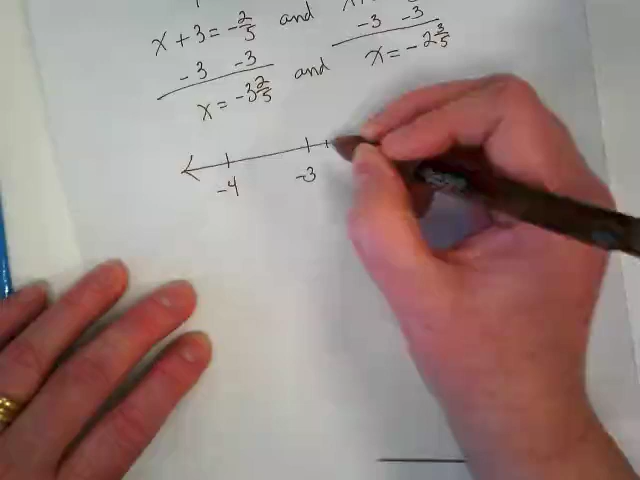 x + 3 = -2/5 and
-3 -3 -3 -3
x = -3 2/5 and x = -2 3/5
-4 -3